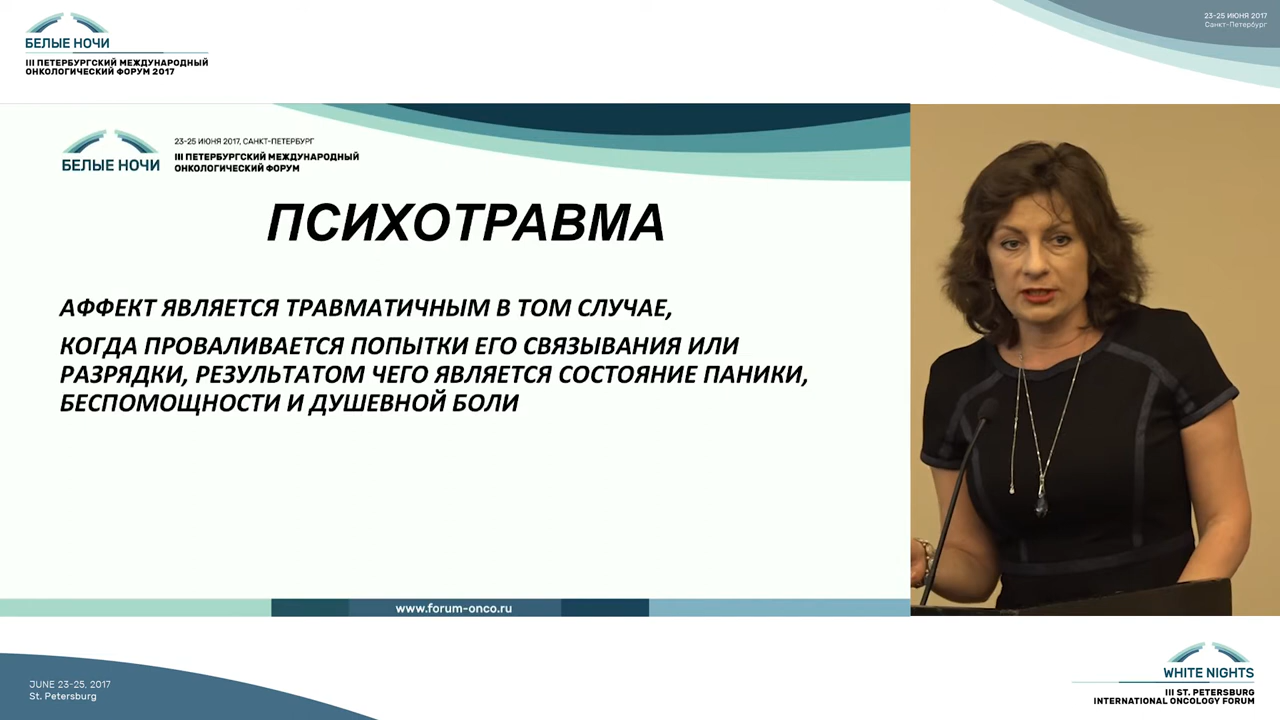 БЕЛЫЕ НОЧИ
III ПЕТЕРБУРГСКИЙ МЕЖДУНАРОДНЫЙ
ОНКОЛОГИЧЕСКИЙ ФОРУМ 2017
23-25 ИЮНЯ 2017
Санкт-Петербург
БЕЛЫЕ НОЧИ
23-25 ИЮНЯ 2017, САНКТ-ПЕТЕРБУРГ
III ПЕТЕРБУРГСКИЙ МЕЖДУНАРОДНЫЙ
ОНКОЛОГИЧЕСКИЙ ФОРУМ
ПСИХОТРАВМА
АФФЕКТ ЯВЛЯЕТСЯ ТРАВМАТИЧНЫМ В ТОМ СЛУЧАЕ,
КОГДА ПРОВАЛИВАЕТСЯ ПОПЫТКИ ЕГО СВЯЗЫВАНИЯ ИЛИ
РАЗРЯДКИ, РЕЗУЛЬТАТОМ ЧЕГО ЯВЛЯЕТСЯ СОСТОЯНИЕ ПАНИКИ,
БЕСПОМОЩНОСТИ И ДУШЕВНОЙ БОЛИ
www.forum-onco.ru
JUNE 23-25, 2017
St. Petersburg
WHITE NIGHTS
III ST. PETERSBURG
INTERNATIONAL ONCOLOGY FORUM